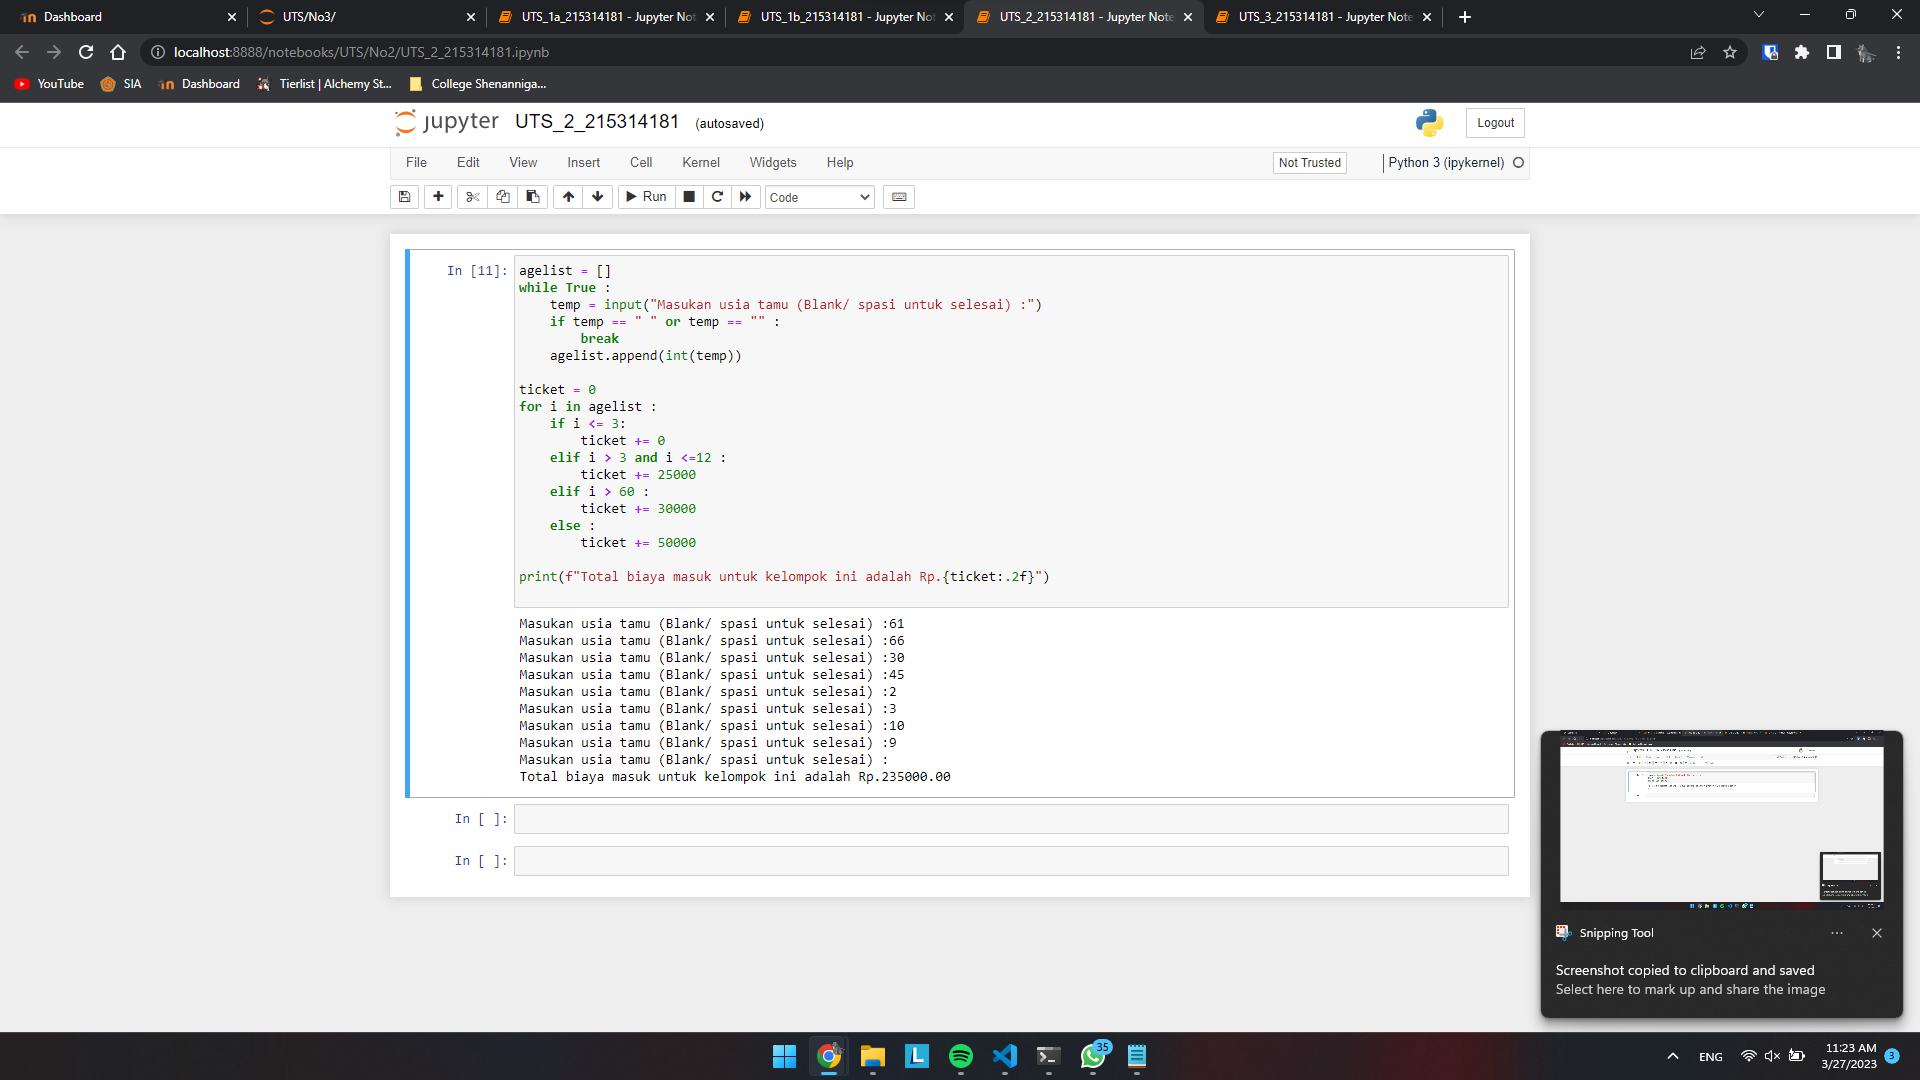 Dashboard
UTS/No3/
UTS_1a_215314181 - Jupyter Not
UTS_1b_215314181 - Jupyter Not
UTS_2_215314181 - Jupyter Note
UTS_3_215314181 - Jupyter Note
localhost:8888/notebooks/UTS/No2/UTS_2_215314181.ipynb
YouTube
SIA
Dashboard
Tierlist | Alchemy St...
College Shenanniga...
jupyter UTS_2_215314181 (autosaved)
Logout
File Edit View Insert Cell Kernel Widgets Help
Not Trusted
Python 3 (ipykernel)
Run
Code
In [11]:
agelist = []
while True :
    temp = input("Masukan usia tamu (Blank/ spasi untuk selesai) :")
    if temp == " " or temp == "" :
        break
    agelist.append(int(temp))
ticket = 0
for i in agelist :
    if i <= 3:
        ticket += 0
    elif i > 3 and i <=12 :
        ticket += 25000
    elif i > 60 :
        ticket += 30000
    else :
        ticket += 50000
print(f"Total biaya masuk untuk kelompok ini adalah Rp.{ticket:.2f}")
Masukan usia tamu (Blank/ spasi untuk selesai) :61
Masukan usia tamu (Blank/ spasi untuk selesai) :66
Masukan usia tamu (Blank/ spasi untuk selesai) :30
Masukan usia tamu (Blank/ spasi untuk selesai) :45
Masukan usia tamu (Blank/ spasi untuk selesai) :2
Masukan usia tamu (Blank/ spasi untuk selesai) :3
Masukan usia tamu (Blank/ spasi untuk selesai) :10
Masukan usia tamu (Blank/ spasi untuk selesai) :9
Masukan usia tamu (Blank/ spasi untuk selesai) :
Total biaya masuk untuk kelompok ini adalah Rp.235000.00
In [ ]:
In [ ]:
Snipping Tool
Screenshot copied to clipboard and saved
Select here to mark up and share the image
L
35
ENG
11:23 AM
3/27/2023
3